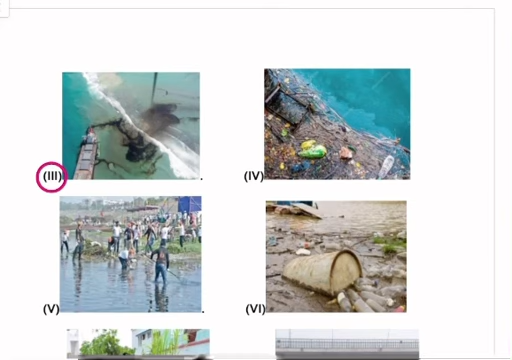 (III) .
(IV)
(V) .
(VI)